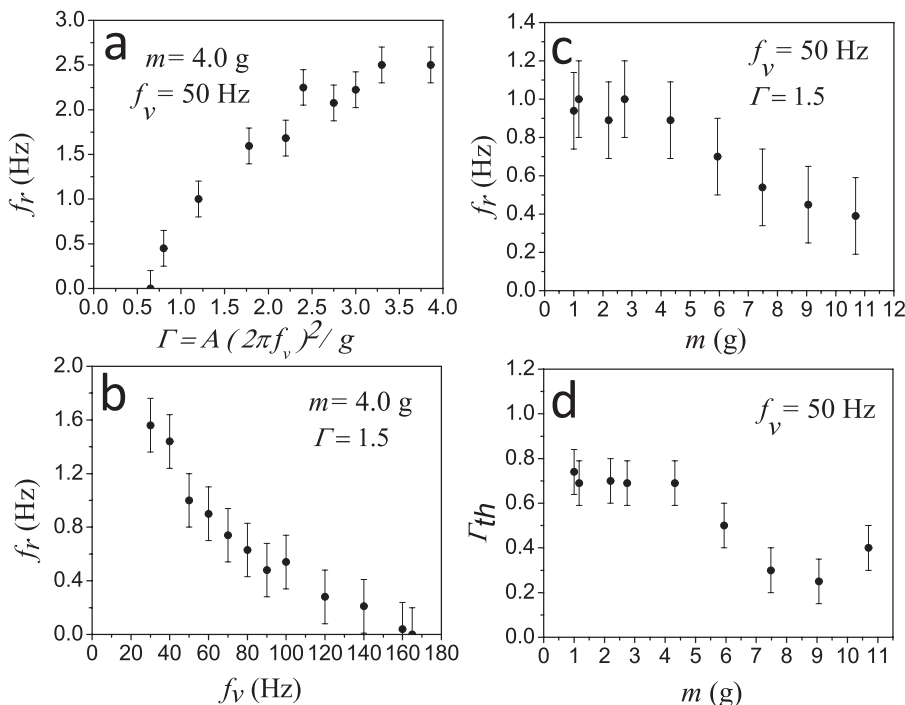 a
m= 4.0 g
f_v = 50 Hz
3.0
2.5
2.0
1.5
1.0
0.5
0.0
f_r (Hz)
0.0 0.5 1.0 1.5 2.0 2.5 3.0 3.5 4.0
Γ = A ( 2πf_v )² / g
c
f_v = 50 Hz
Γ = 1.5
1.4
1.2
1.0
0.8
0.6
0.4
0.2
0.0
f_r (Hz)
0 1 2 3 4 5 6 7 8 9 10 11 12
m (g)
b
m= 4.0 g
Γ = 1.5
2.0
1.6
1.2
0.8
0.4
0.0
f_r (Hz)
0 20 40 60 80 100 120 140 160 180
f_v (Hz)
d
f_v = 50 Hz
1.2
1.0
0.8
0.6
0.4
0.2
0.0
Γ_th
0 1 2 3 4 5 6 7 8 9 10 11
m (g)